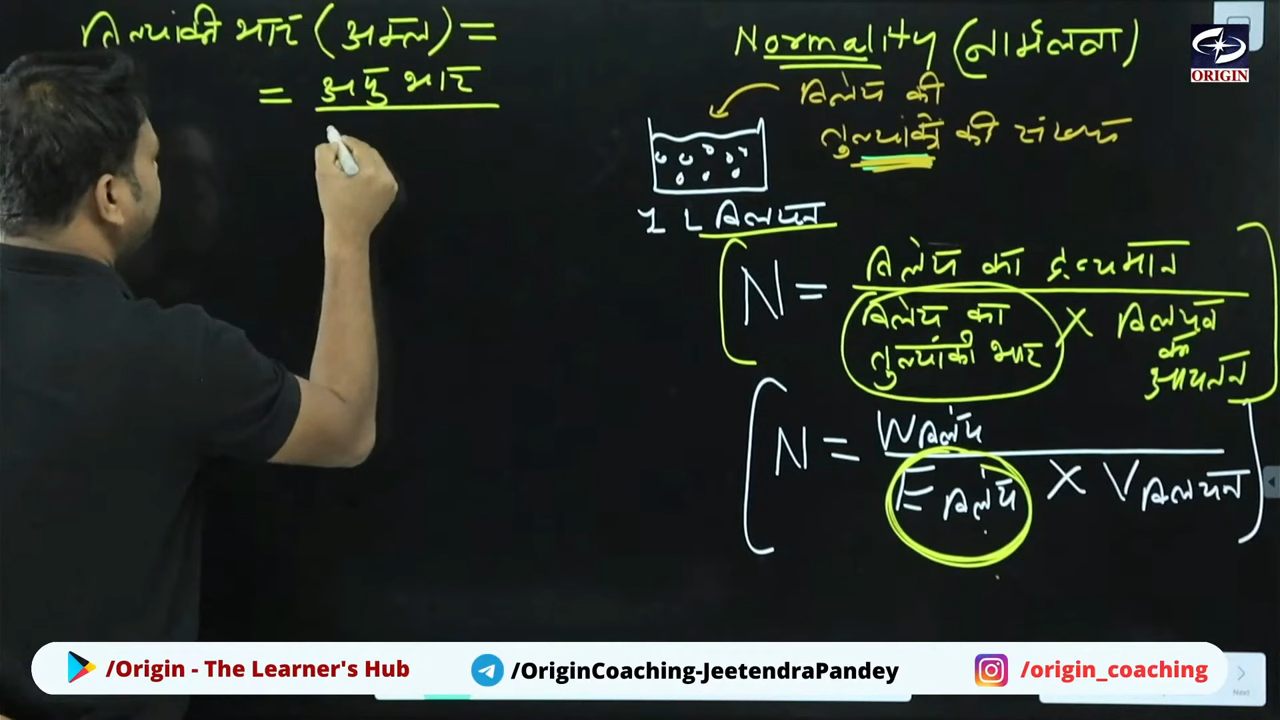 तुल्यांकी भार (अम्ल) =
= अणु भार
Normality (नार्मलता)
विलेय की
तुल्यांको की संख्या
1 L विलयन
N = विलेय का द्रव्यमान
विलेय का × विलयन
तुल्यांकी भार का
आयतन
N = W विलेय
E विलेय × V विलयन
ORIGIN
/Origin - The Learner's Hub
/OriginCoaching-JeetendraPandey
/origin_coaching
Next